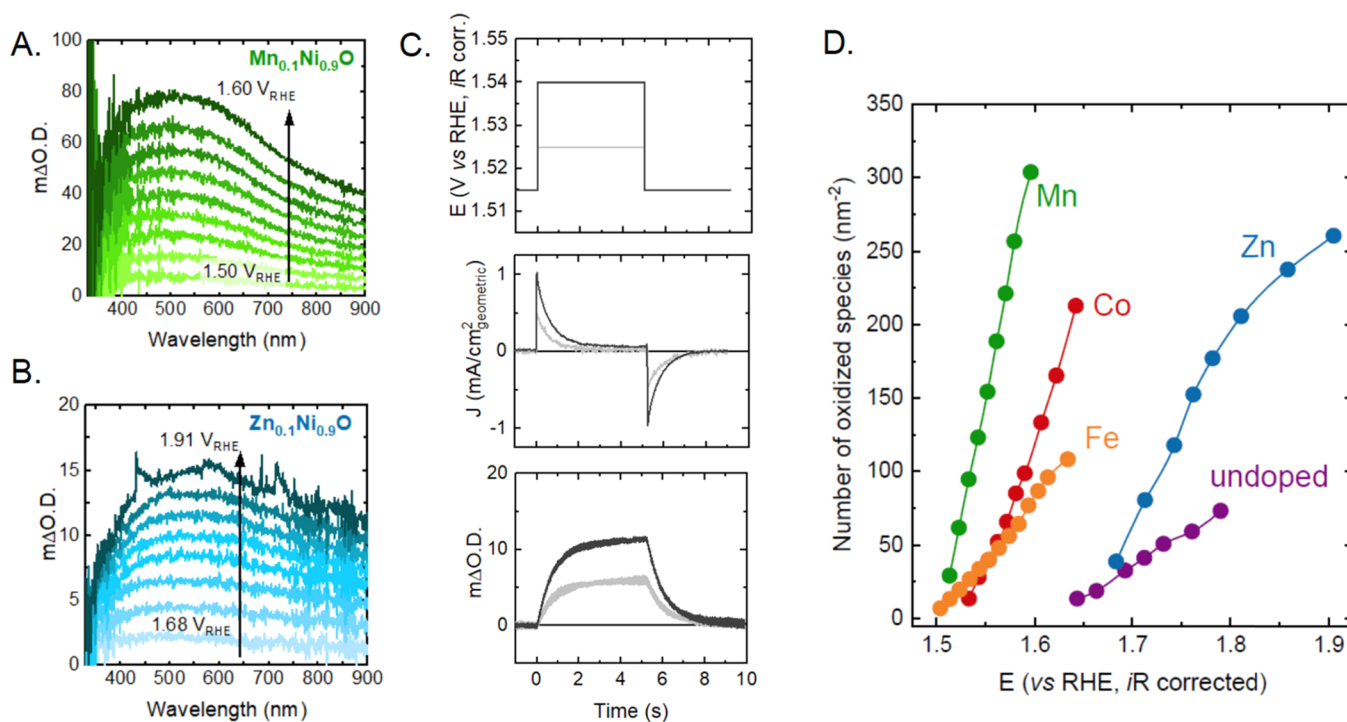 A.
Mn0.1Ni0.9O
100
80
60
40
20
0
m∆O.D.
1.60 VRHE
1.50 VRHE
400 500 600 700 800 900
Wavelength (nm)
B.
Zn0.1Ni0.9O
20
15
10
5
0
m∆O.D.
1.91 VRHE
1.68 VRHE
400 500 600 700 800 900
Wavelength (nm)
C.
1.55
1.54
1.53
1.52
1.51
E (V vs RHE, iR corr.)
1
0
-1
J (mA/cm2geometric)
10
0
m∆O.D.
0 2 4 6 8 10
Time (s)
D.
350
300
250
200
150
100
50
0
Number of oxidized species (nm-2)
Mn
Co
Fe
Zn
undoped
1.5 1.6 1.7 1.8 1.9
E (vs RHE, iR corrected)